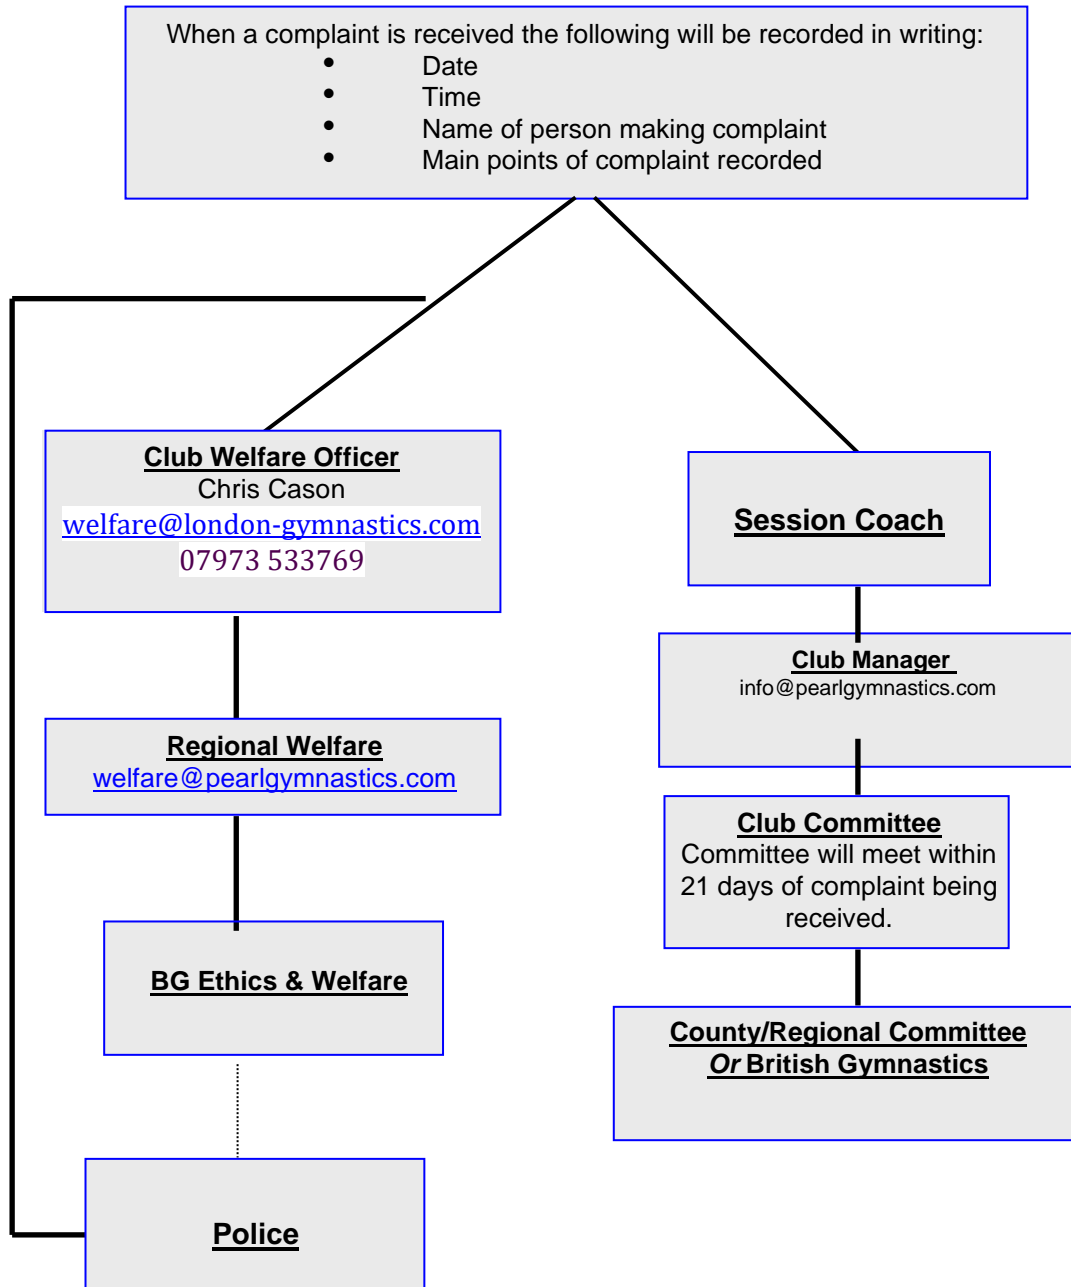 When a complaint is received the following will be recorded in writing:
• Date
• Time
• Name of person making complaint
• Main points of complaint recorded
Club Welfare Officer
Chris Cason
welfare@london-gymnastics.com
07973 533769
Regional Welfare
welfare@pearlgymnastics.com
BG Ethics & Welfare
Police
Session Coach
Club Manager
info@pearlgymnastics.com
Club Committee
Committee will meet within
21 days of complaint being
received.
County/Regional Committee
Or British Gymnastics